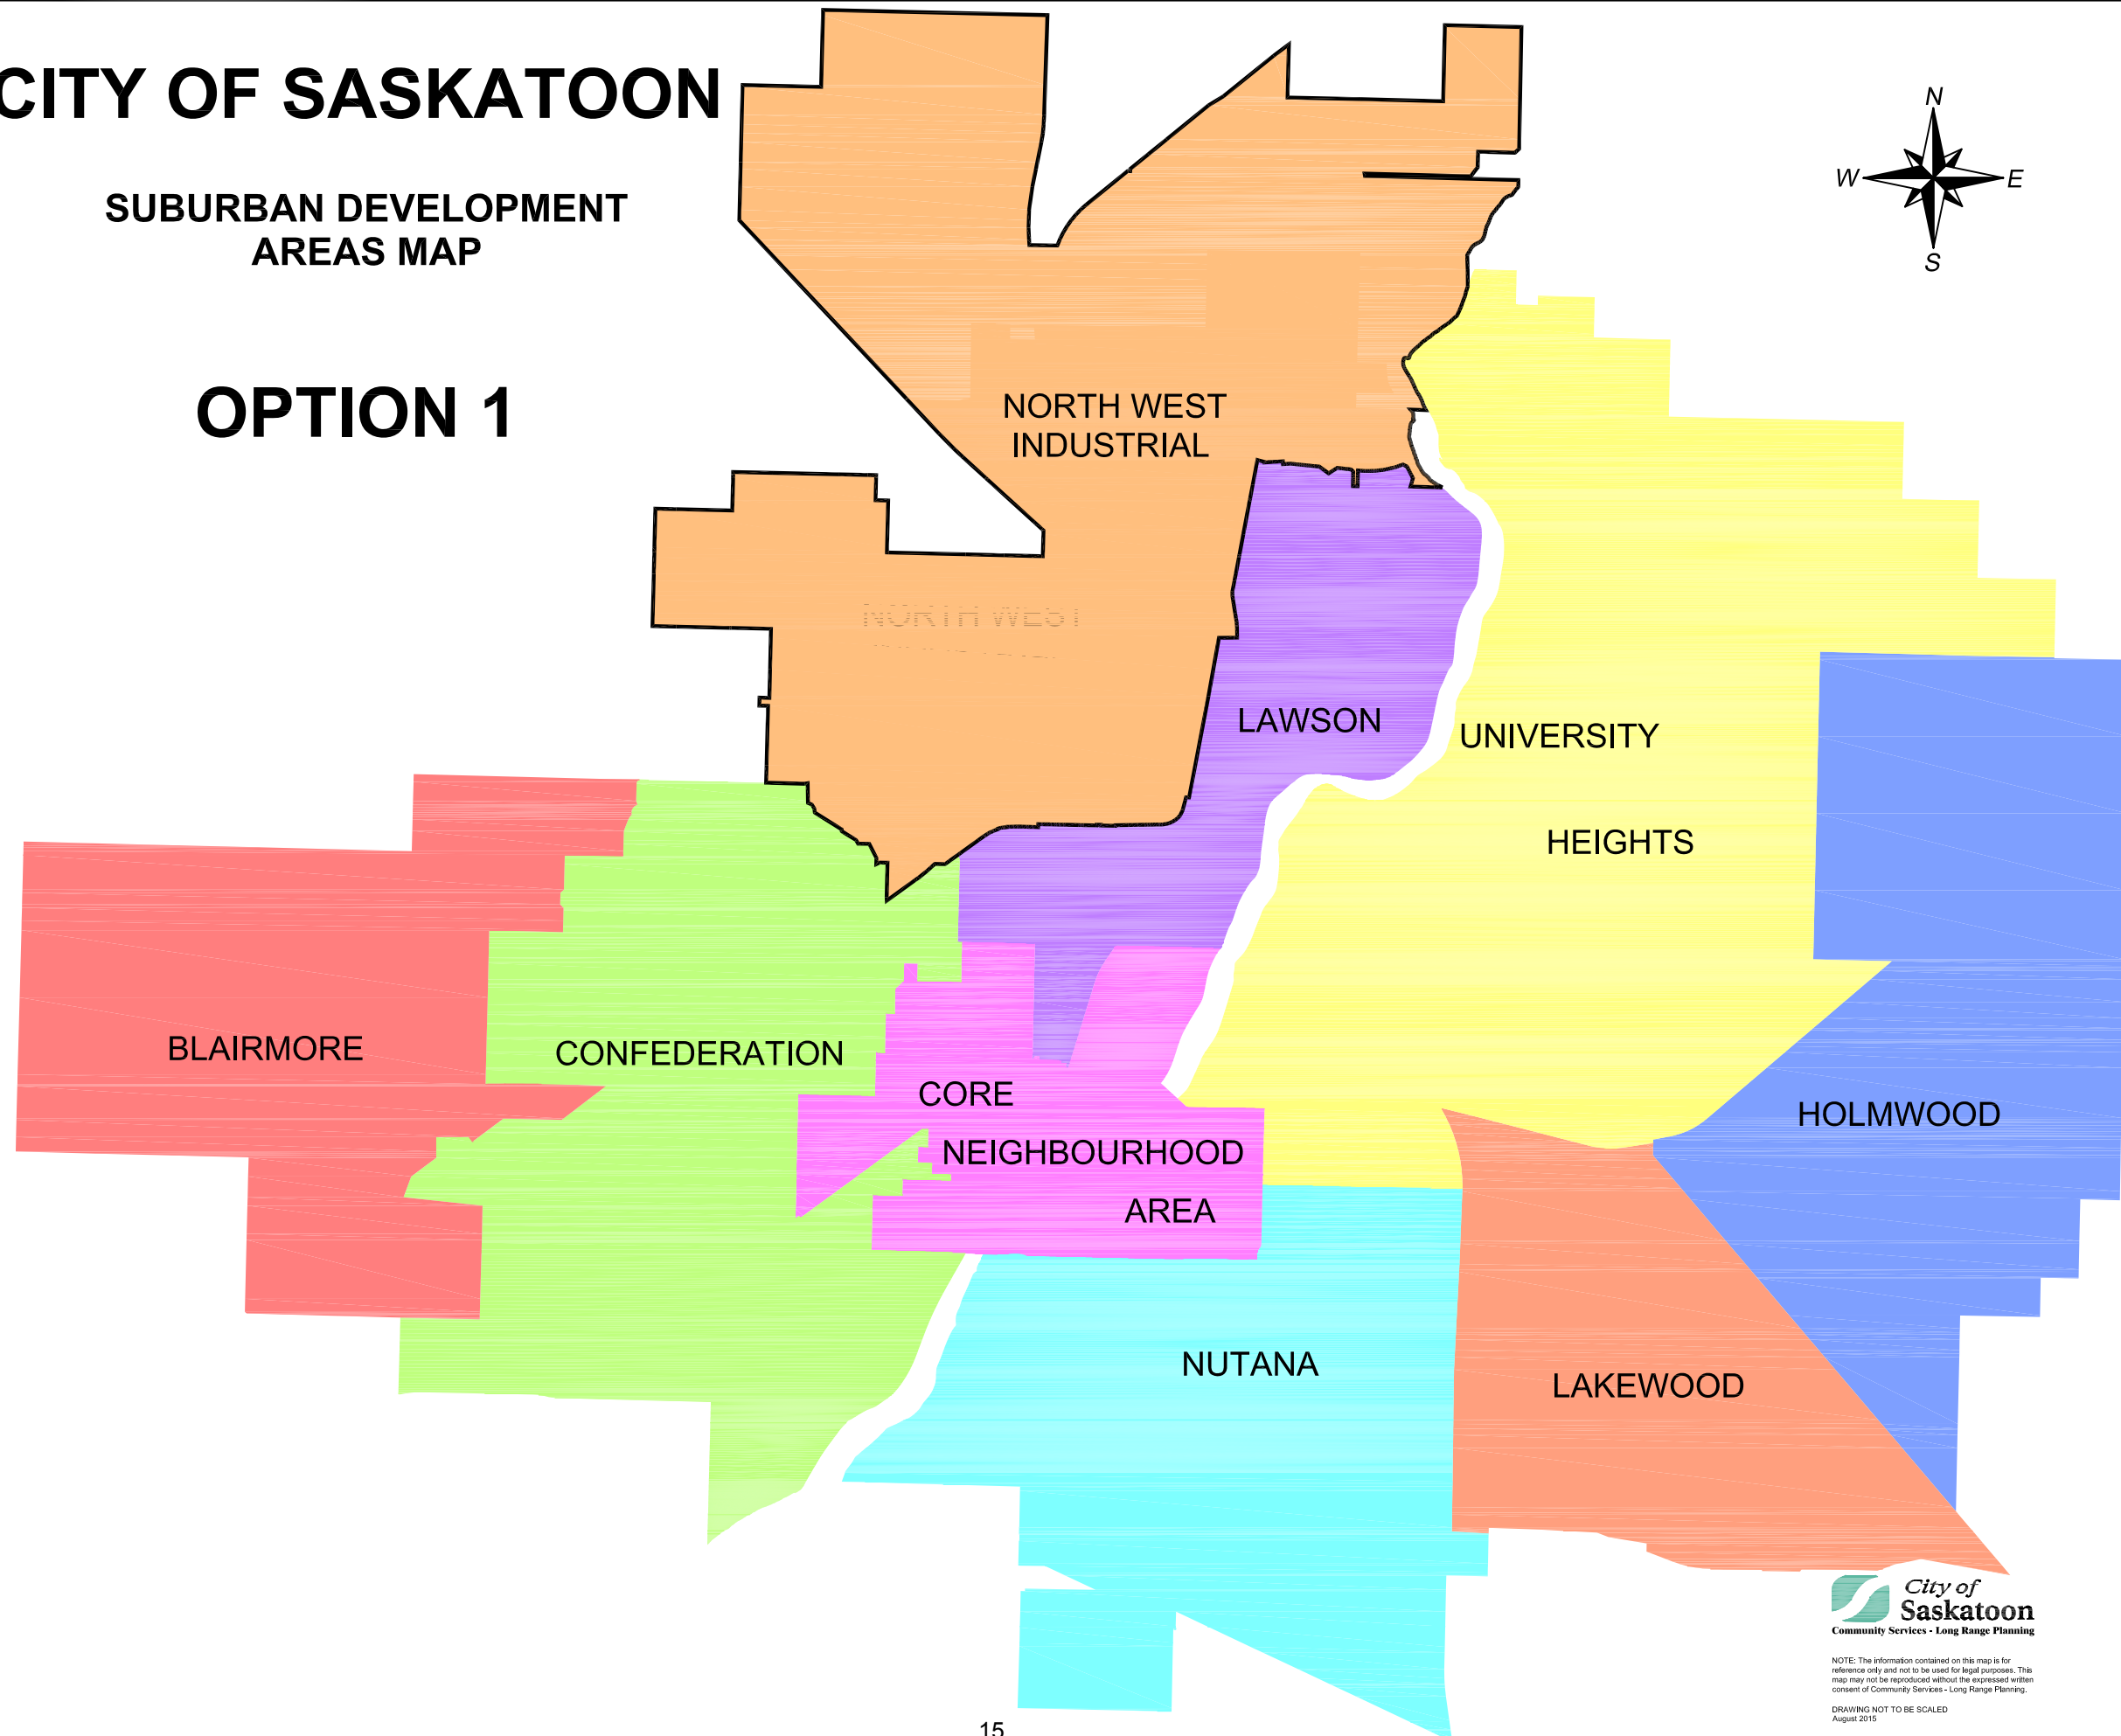 CITY OF SASKATOON
SUBURBAN DEVELOPMENT
AREAS MAP
OPTION 1
N
W
E
S
NORTH WEST
INDUSTRIAL
NORTH WEST
LAWSON
UNIVERSITY
HEIGHTS
BLAIRMORE
CONFEDERATION
CORE
NEIGHBOURHOOD
AREA
HOLMWOOD
NUTANA
LAKEWOOD
City of
Saskatoon
Community Services - Long Range Planning
NOTE: The information contained on this map is for
reference only and not to be used for legal purposes. This
map may not be reproduced without the expressed written
consent of Community Services - Long Range Planning.
DRAWING NOT TO BE SCALED
August 2015
15